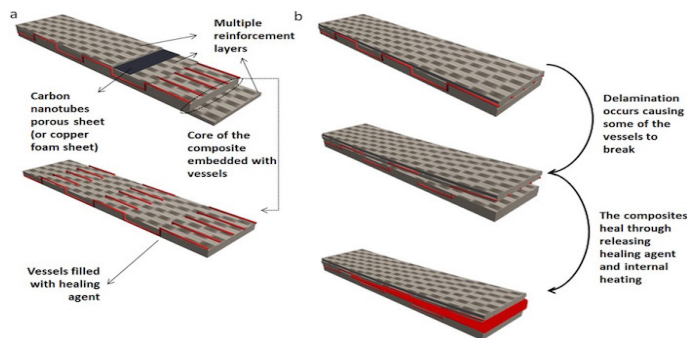 a
Multiple
reinforcement
layers
Carbon
nanotubes
porous sheet
(or copper
foam sheet)
Core of the
composite
embedded with
vessels
Vessels filled
with healing
agent
b
Delamination
occurs causing
some of the
vessels to
break
The composites
heal through
releasing
healing agent
and internal
heating